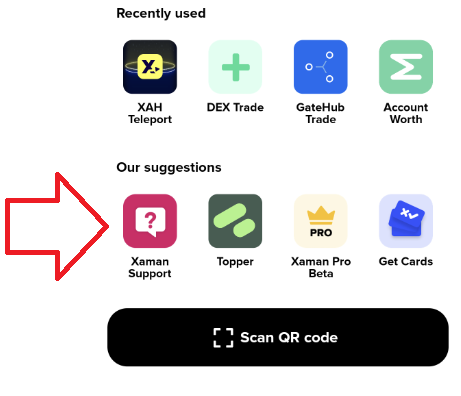 Recently used
XAH Teleport
DEX Trade
GateHub Trade
Account Worth
Our suggestions
?
Xaman Support
Topper
PRO
Xaman Pro Beta
Get Cards
Scan QR code